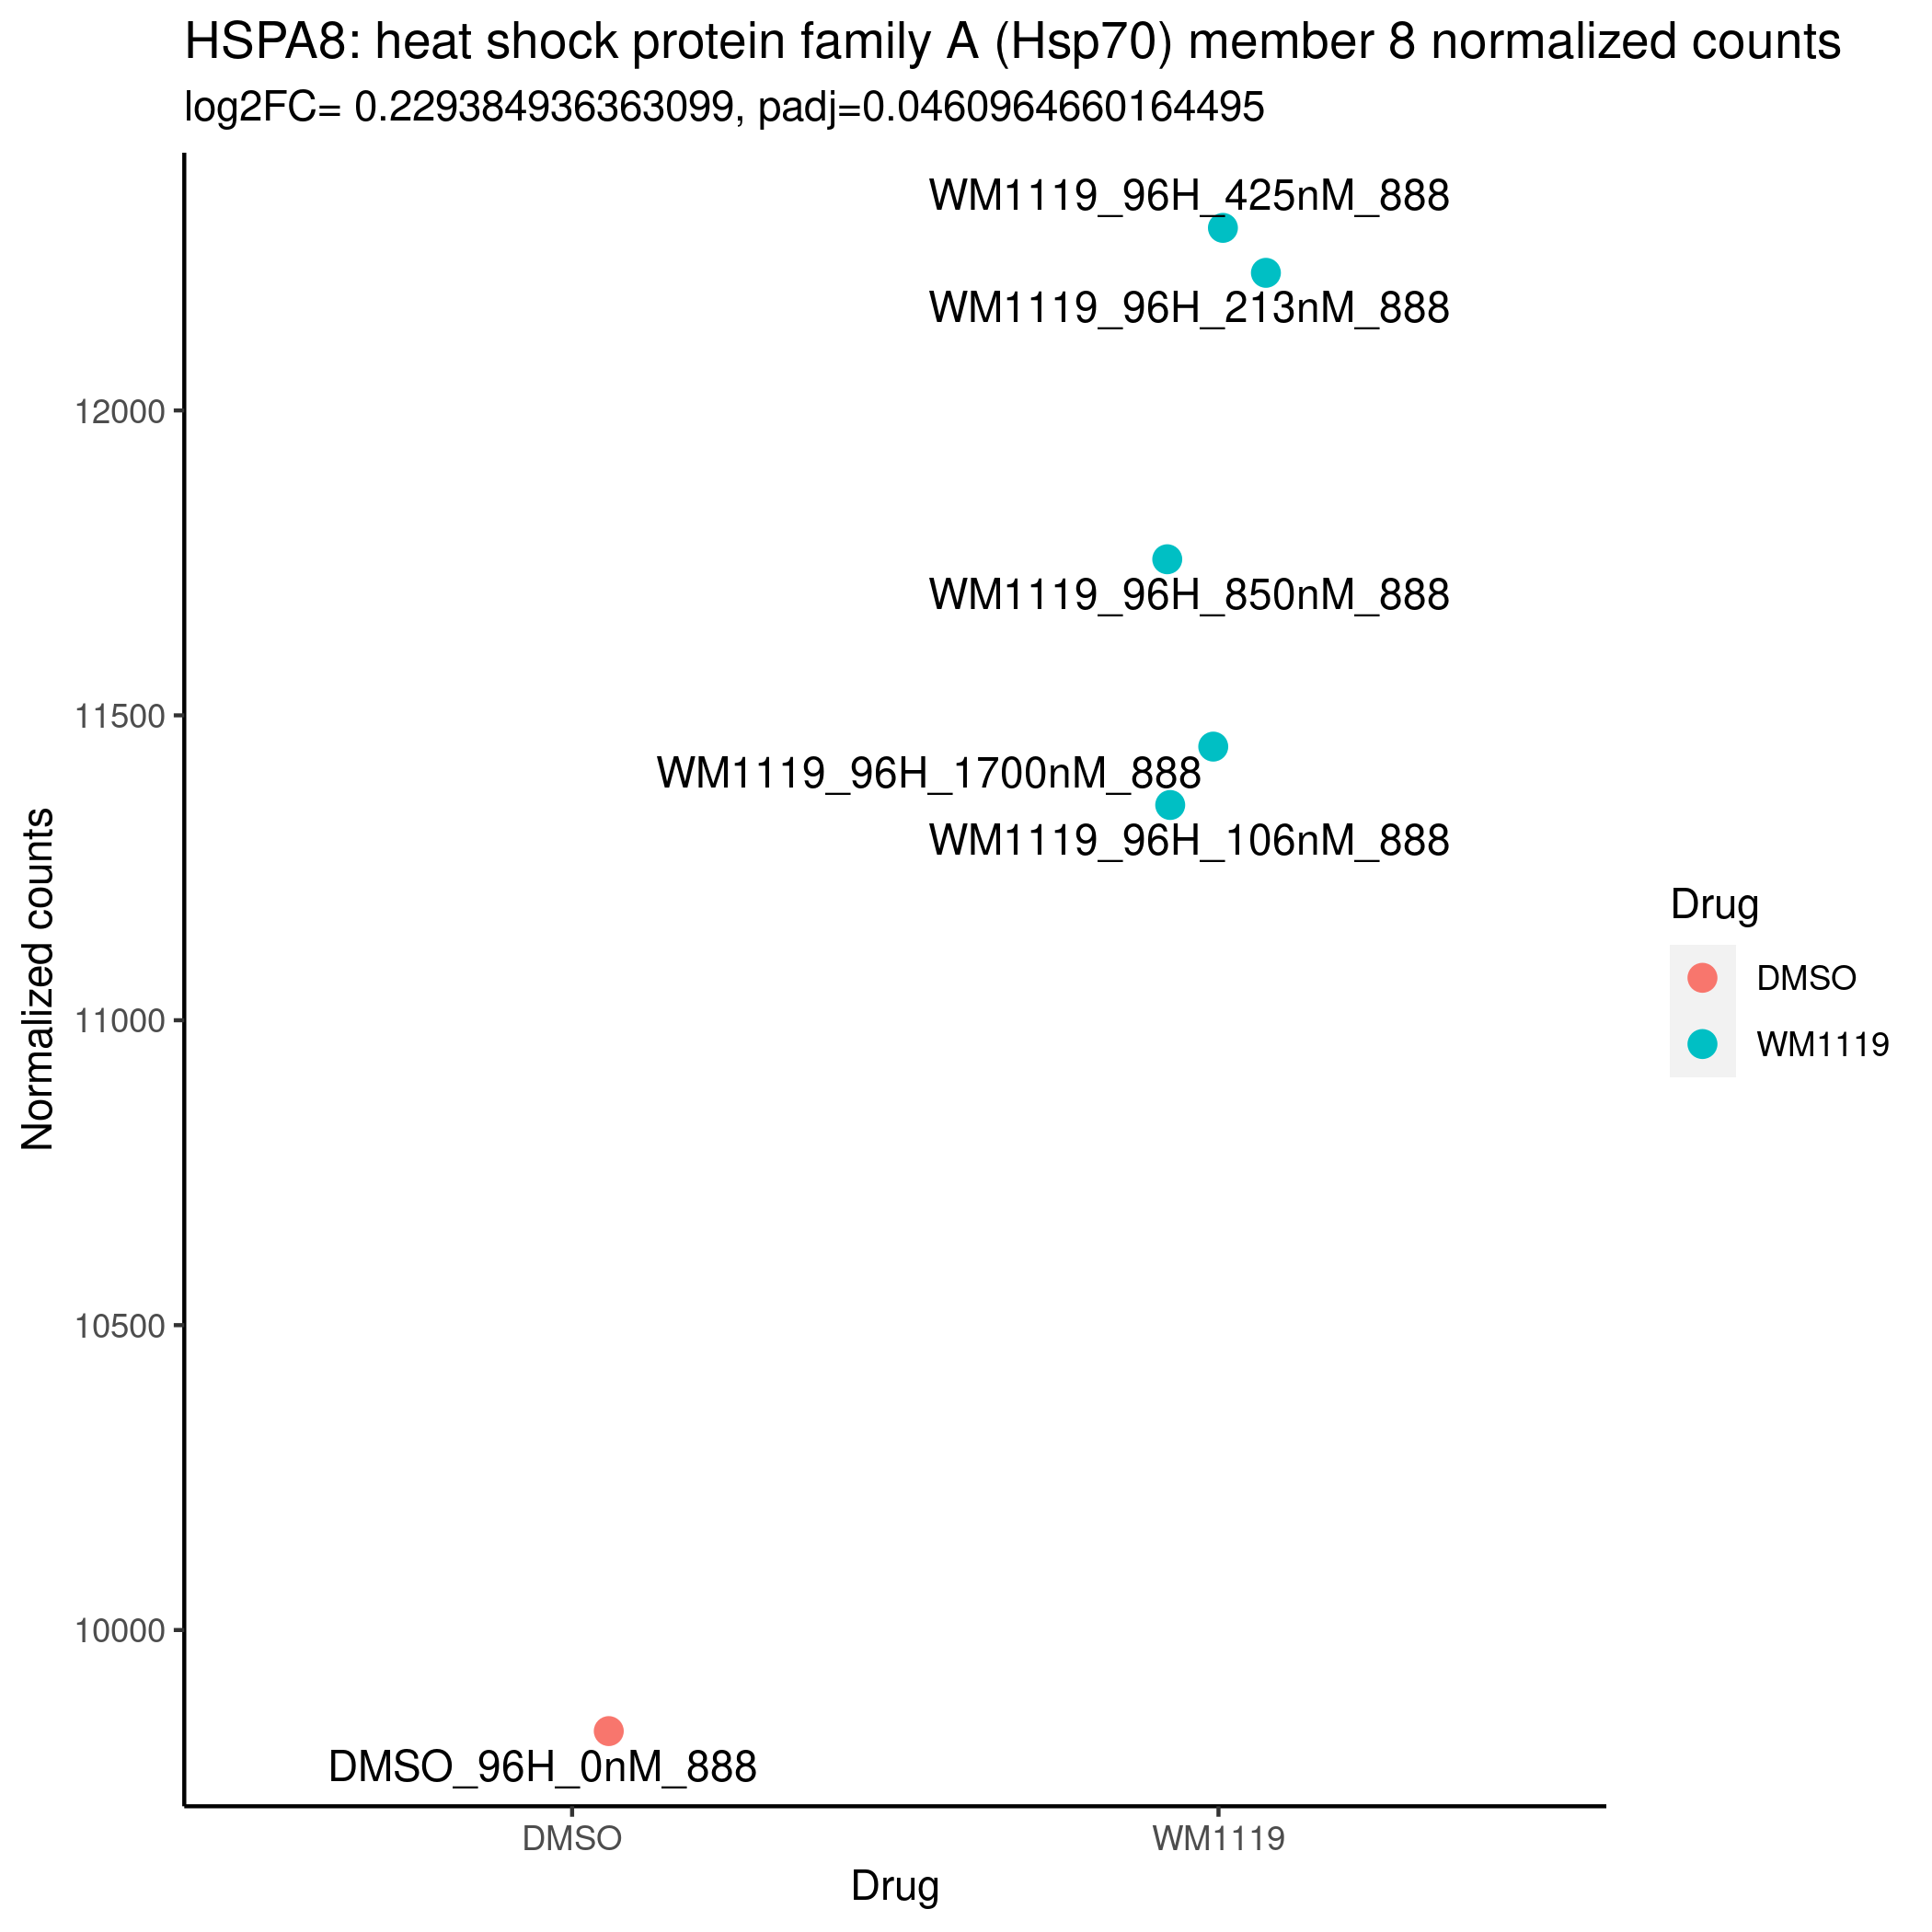 HSPA8: heat shock protein family A (Hsp70) member 8 normalized counts
log2FC= 0.229384936363099, padj=0.0460964660164495
WM1119_96H_425nM_888
WM1119_96H_213nM_888
12000
WM1119_96H_850nM_888
11500
WM1119_96H_1700nM_888
WM1119_96H_106nM_888
Normalized counts
11000
Drug
DMSO
WM1119
10500
10000
DMSO_96H_0nM_888
DMSO
WM1119
Drug